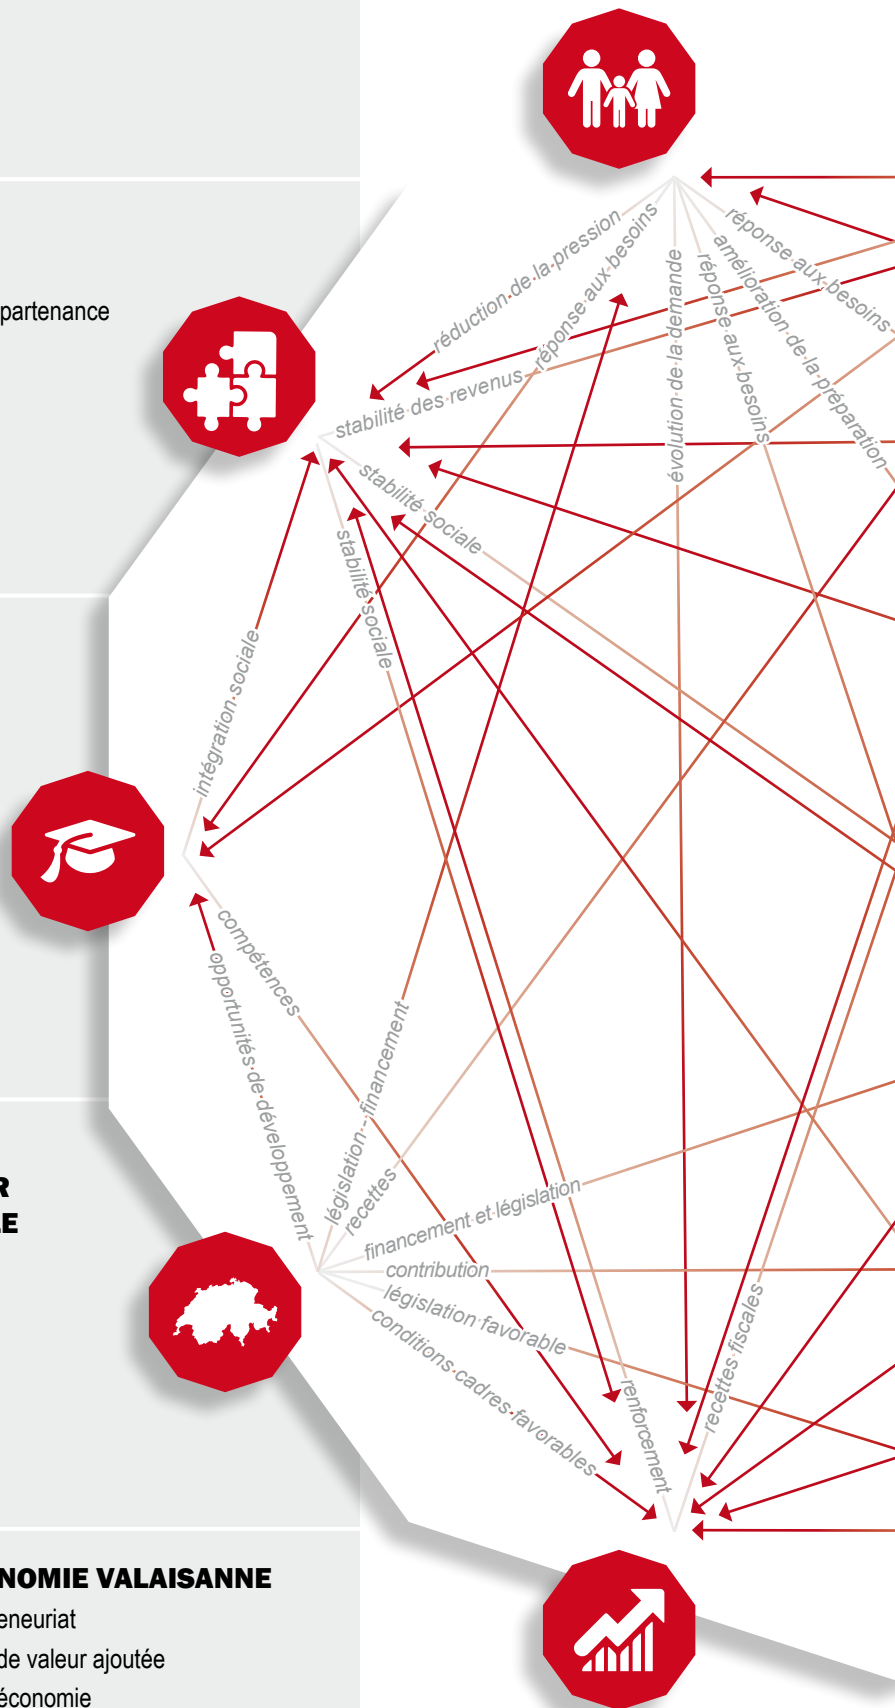 réduction de la pression
réponse aux besoins
évolution de la demande
réponse aux besoins
amélioration de la préparation
réponse aux besoins
partenance
stabilité des revenus
stabilité sociale
stabilité sociale
intégration sociale
compétences
opportunités de développement
législation - financement
recettes
financement et législation
contribution
législation favorable
conditions cadres favorables
renforcement
recettes fiscales
R
LE
NOMIE VALAISANNE
eneuriat
de valeur ajoutée
économie